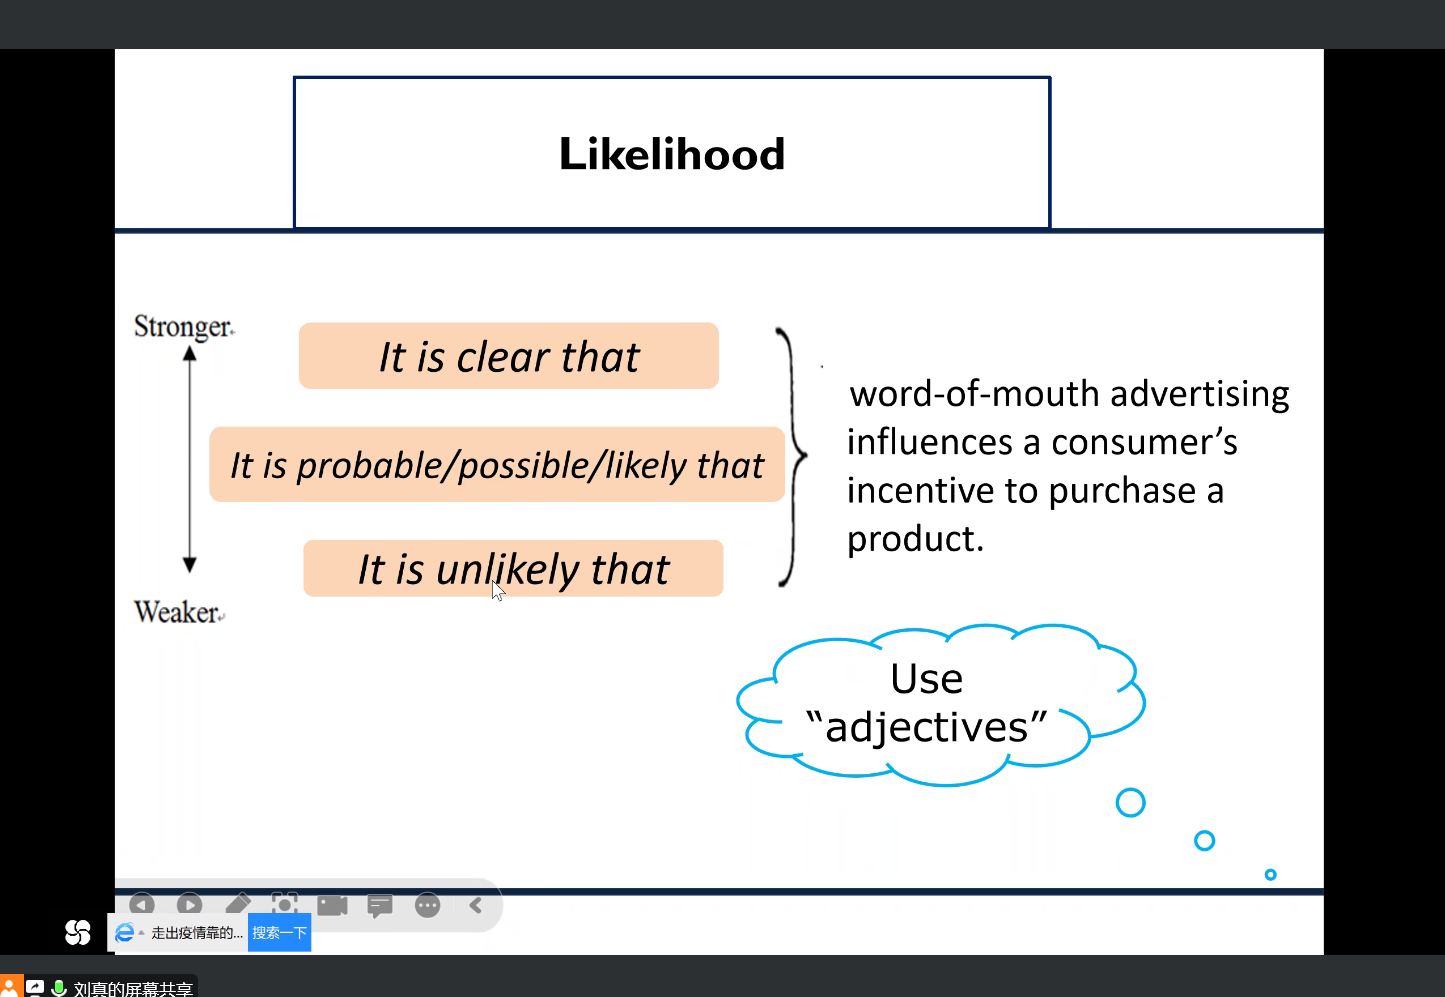 Likelihood
Stronger
It is clear that
It is probable/possible/likely that
It is unlikely that
Weaker
word-of-mouth advertising
influences a consumer’s
incentive to purchase a
product.
Use
“adjectives”
走出疫情靠的...
搜索一下
刘真的屏幕共享